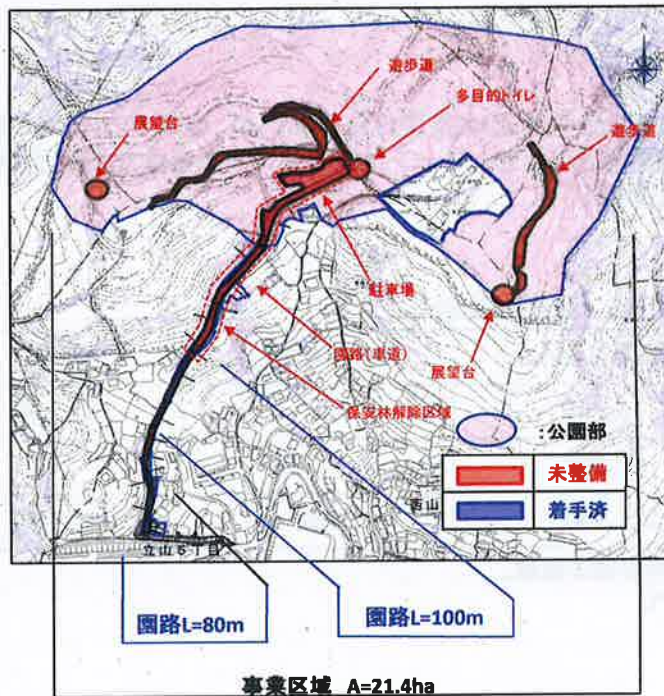 N
遊歩道
展望台
多目的トイレ
遊歩道
駐車場
園路(車道)
展望台
保安林解除区域
:公園部
未整備
着手済
西山
立山5丁目
園路L=80m
園路L=100m
事業区域 A=21.4ha